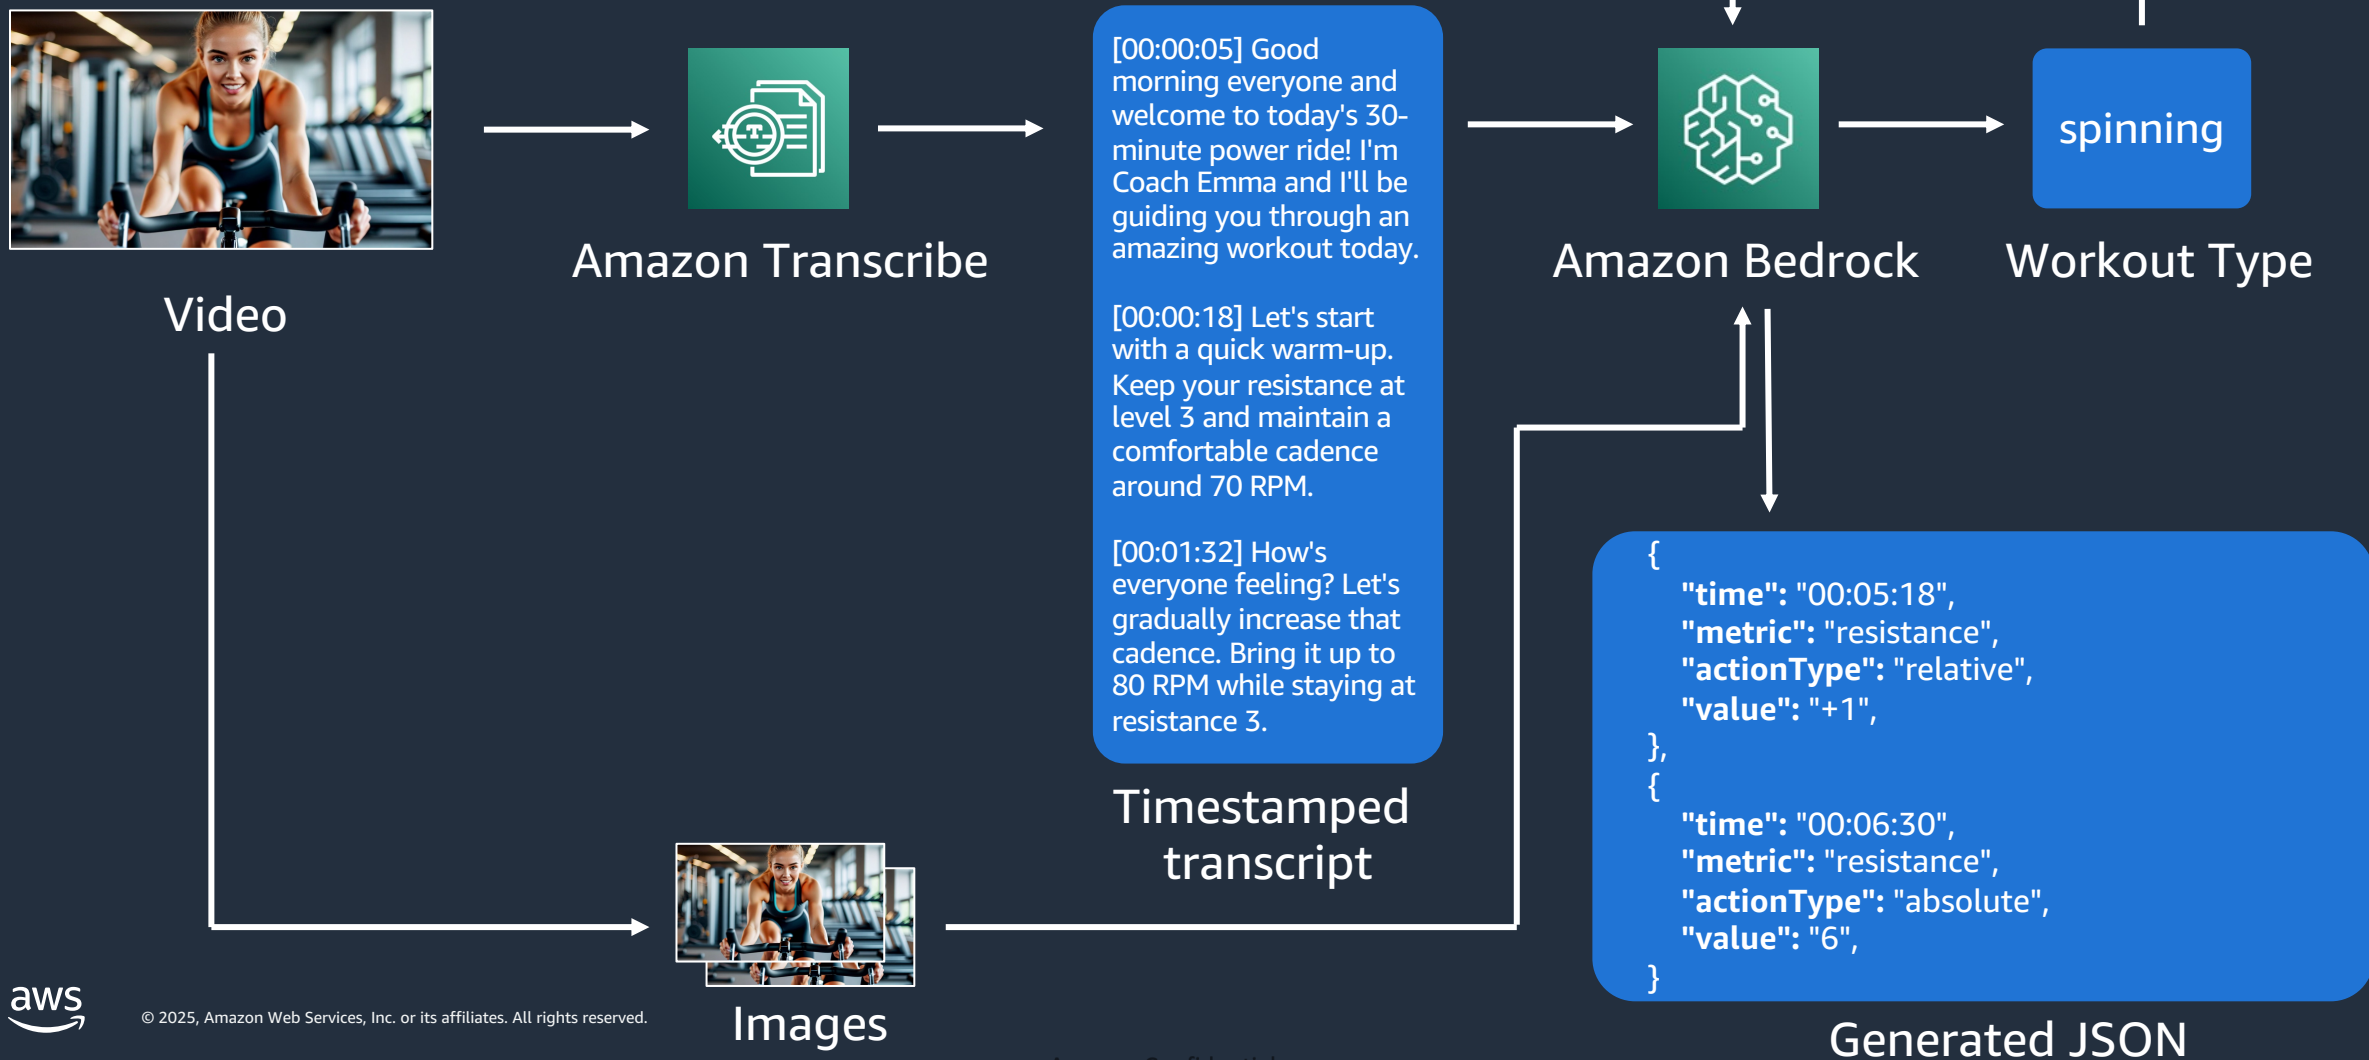 [00:00:05] Good
morning everyone and
welcome to today's 30-
minute power ride! I'm
Coach Emma and I'll be
guiding you through an
amazing workout today.
[00:00:18] Let's start
with a quick warm-up.
Keep your resistance at
level 3 and maintain a
comfortable cadence
around 70 RPM.
[00:01:32] How's
everyone feeling? Let's
gradually increase that
cadence. Bring it up to
80 RPM while staying at
resistance 3.
spinning
Amazon Transcribe
Amazon Bedrock
Workout Type
Video
{
"time": "00:05:18",
"metric": "resistance",
"actionType": "relative",
"value": "+1",
},
{
"time": "00:06:30",
"metric": "resistance",
"actionType": "absolute",
"value": "6",
}
Timestamped
transcript
aws
© 2025, Amazon Web Services, Inc. or its affiliates. All rights reserved.
Images
Generated JSON